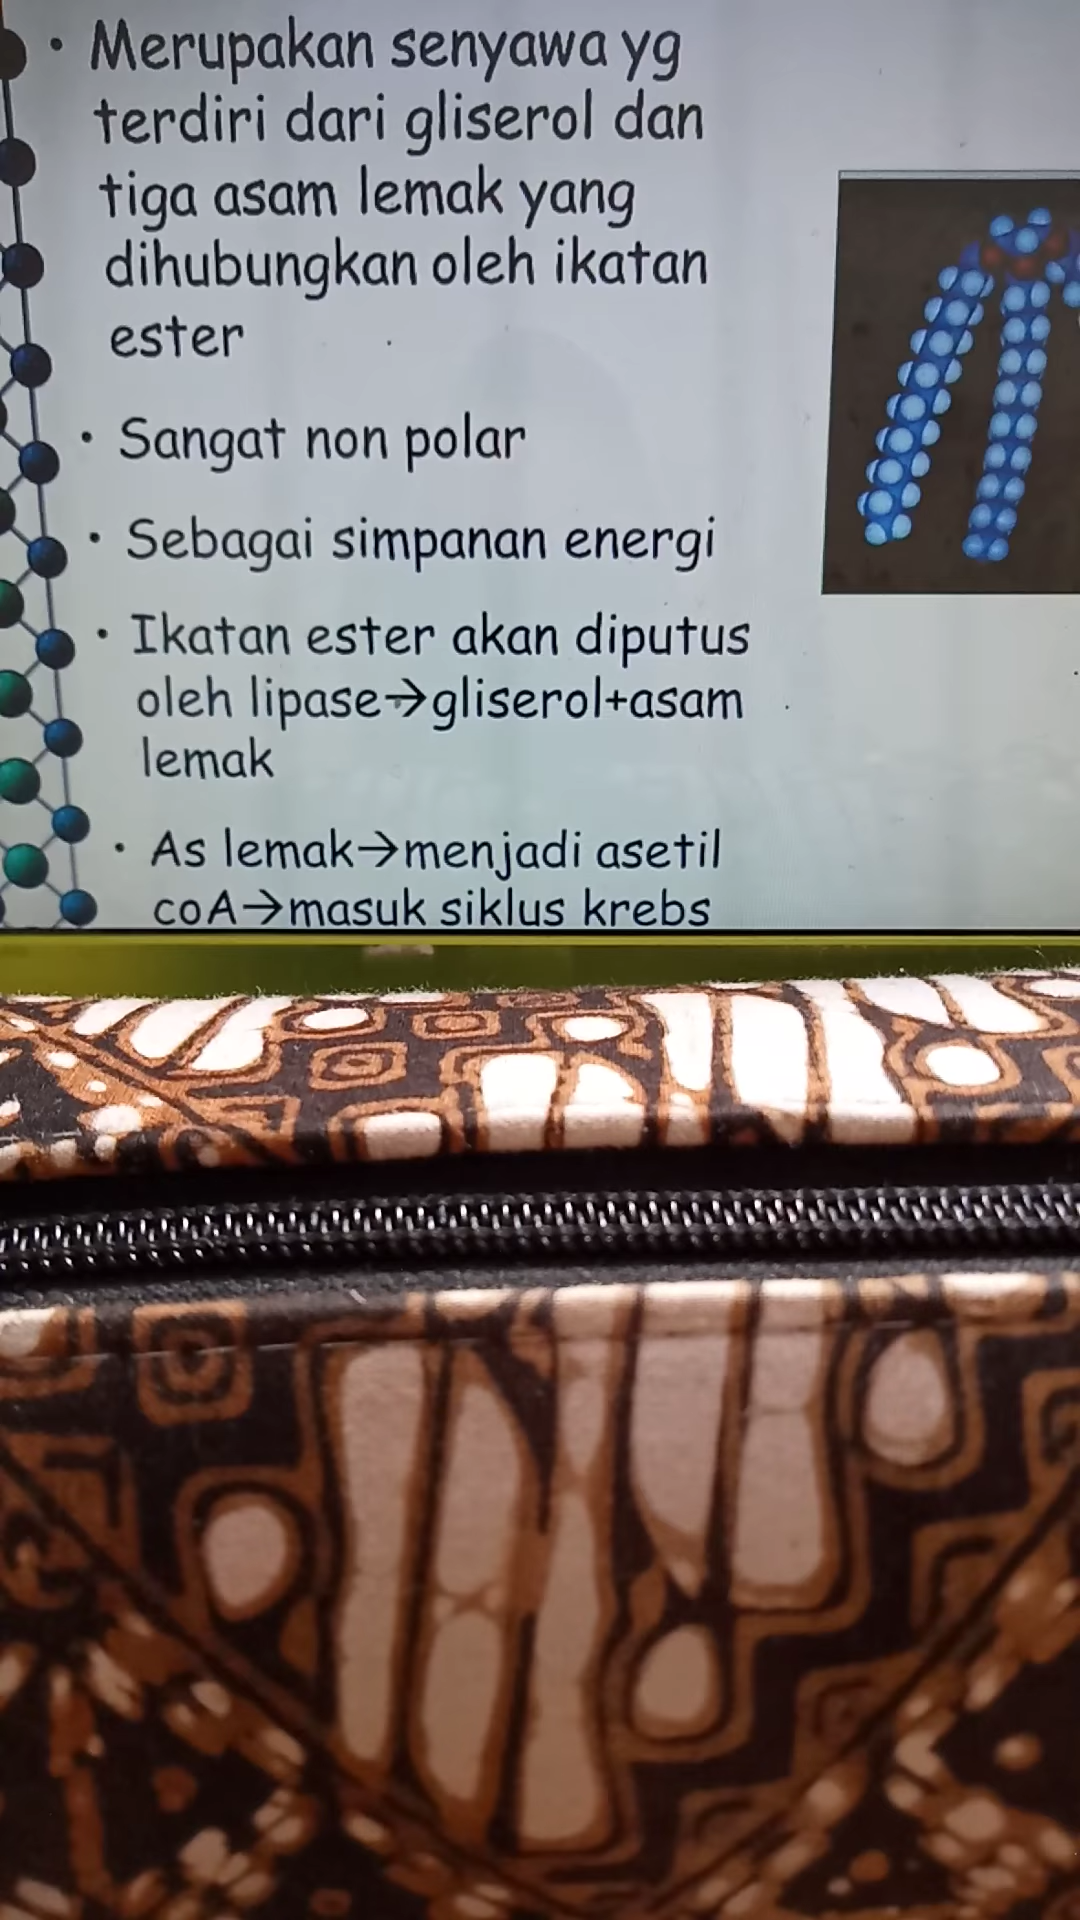 • Merupakan senyawa yg
terdiri dari gliserol dan
tiga asam lemak yang
dihubungkan oleh ikatan
ester
• Sangat non polar
• Sebagai simpanan energi
• Ikatan ester akan diputus
oleh lipase→gliserol+asam
lemak
• As lemak→menjadi asetil
coA→masuk siklus krebs